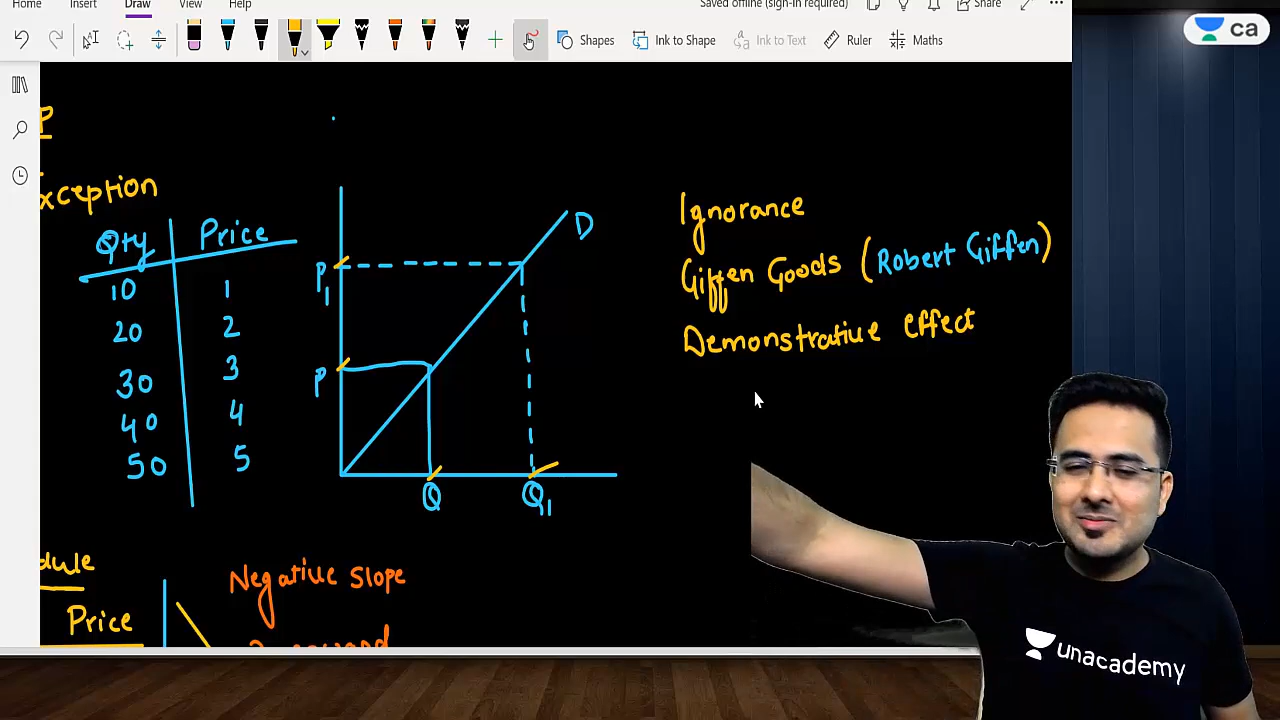 Home Insert Draw View Help
Saved offline (sign-in required)
Share
Shapes
Ink to Shape
Ink to Text
Ruler
Maths
ca
P
xception
Qty Price
10 1
20 2
30 3
40 4
50 5
P1
P
D
Q
Q1
Ignorance
Giffen Goods (Robert Giffen)
Demonstrative effect
dule
Price
Negative slope
unacademy